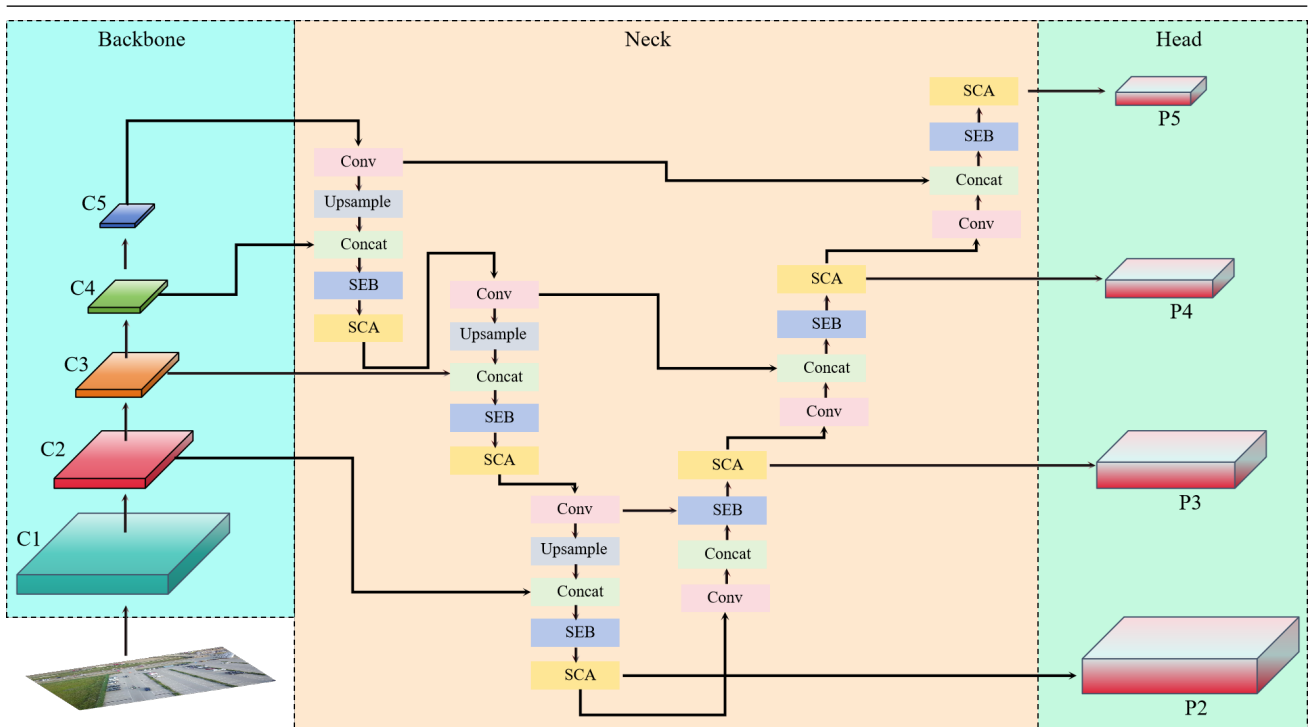 Backbone
Neck
Head
C5
C4
C3
C2
C1
Conv
Upsample
Concat
SEB
SCA
Conv
Upsample
Concat
SEB
SCA
Conv
Upsample
Concat
SEB
SCA
SCA
SEB
Concat
Conv
SCA
SEB
Concat
Conv
SCA
SEB
Concat
Conv
P5
P4
P3
P2